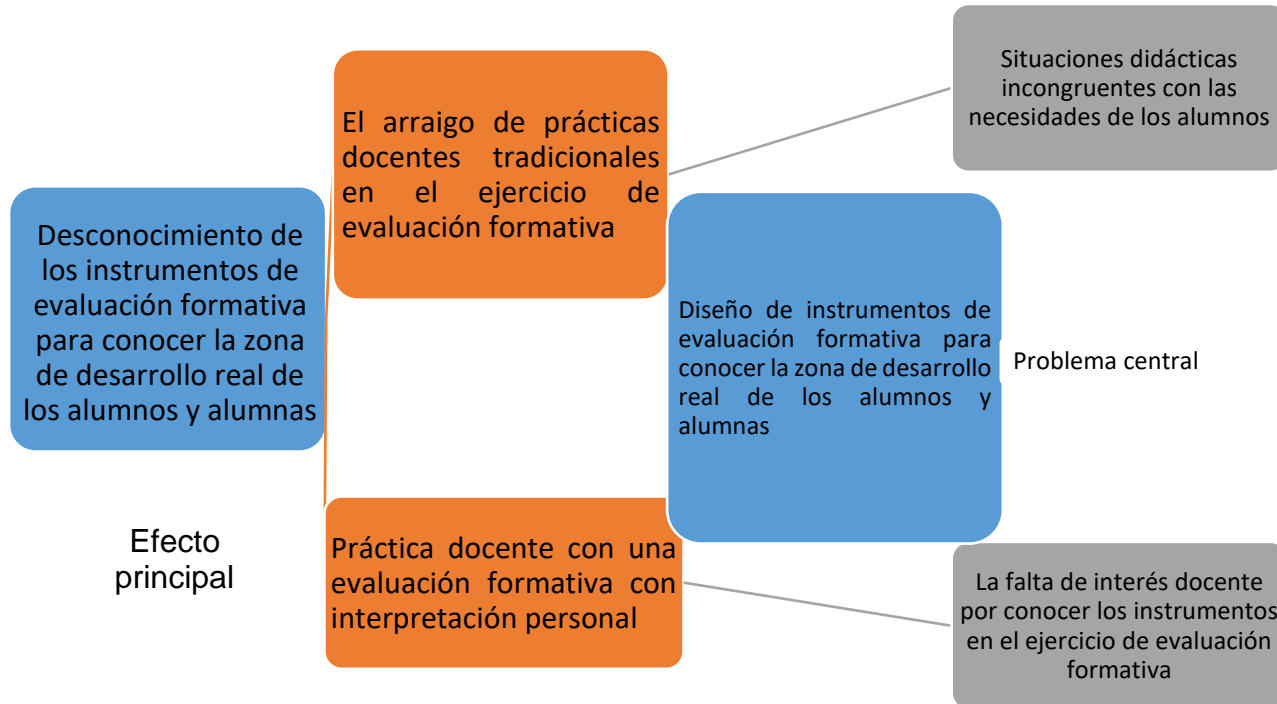 Desconocimiento de
los instrumentos de
evaluación formativa
para conocer la zona
de desarrollo real de
los alumnos y alumnas
Efecto
principal
El arraigo de prácticas
docentes tradicionales
en el ejercicio de
evaluación formativa
Práctica docente con una
evaluación formativa con
interpretación personal
Diseño de instrumentos de
evaluación formativa para
conocer la zona de desarrollo
real de los alumnos y
alumnas
Problema central
Situaciones didácticas
incongruentes con las
necesidades de los alumnos
La falta de interés docente
por conocer los instrumentos
en el ejercicio de evaluación
formativa